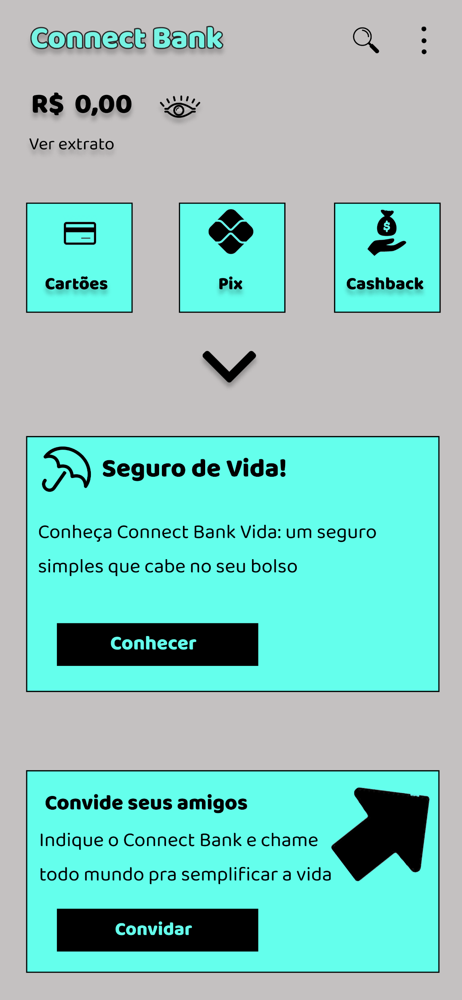 Connect Bank
R$ 0,00
Ver extrato
Cartões
Pix
$
Cashback
Seguro de Vida!
Conheça Connect Bank Vida: um seguro
simples que cabe no seu bolso
Conhecer
Convide seus amigos
Indique o Connect Bank e chame
todo mundo pra semplificar a vida
Convidar